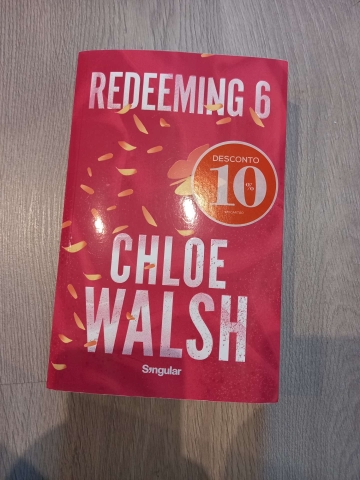 REDEEMING 6
DESCONTO
10%
CHLOE
WALSH
Singular